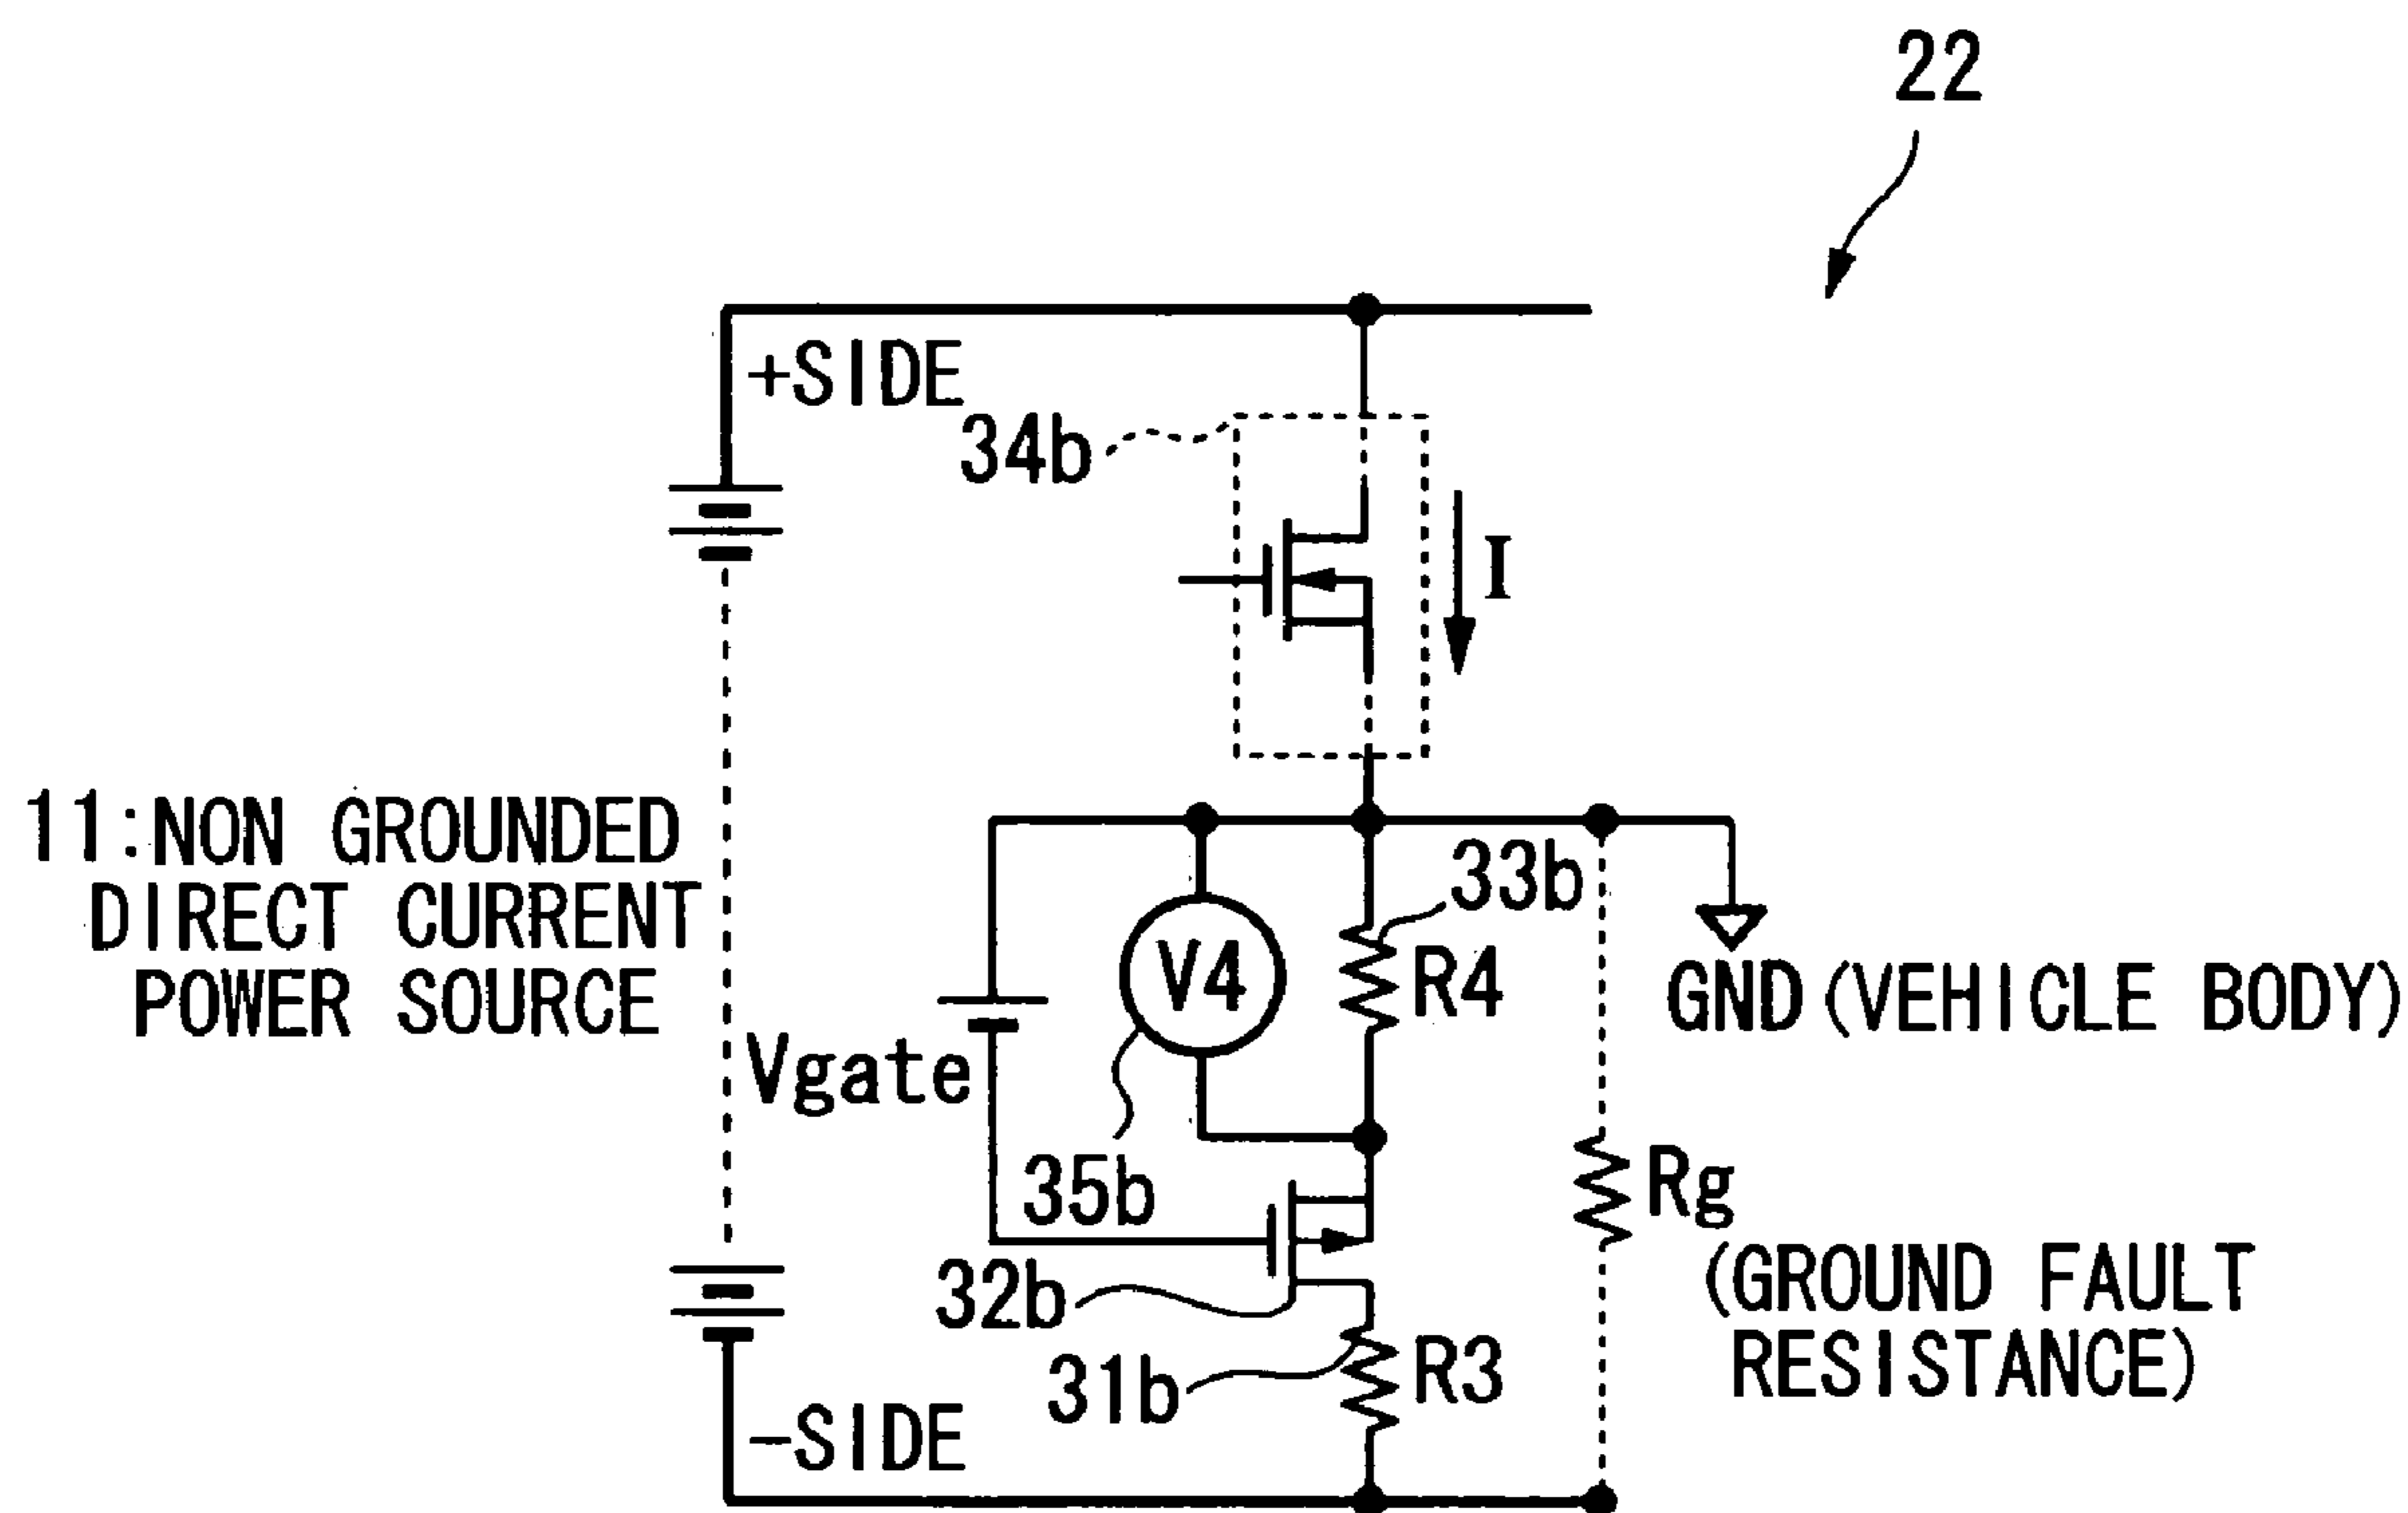 22
+SIDE
34b
I
11:NON GROUNDED
DIRECT CURRENT
POWER SOURCE
33b
V4
R4
GND(VEHICLE BODY)
Vgate
35b
Rg
(GROUND FAULT
RESISTANCE)
32b
31b
R3
-SIDE